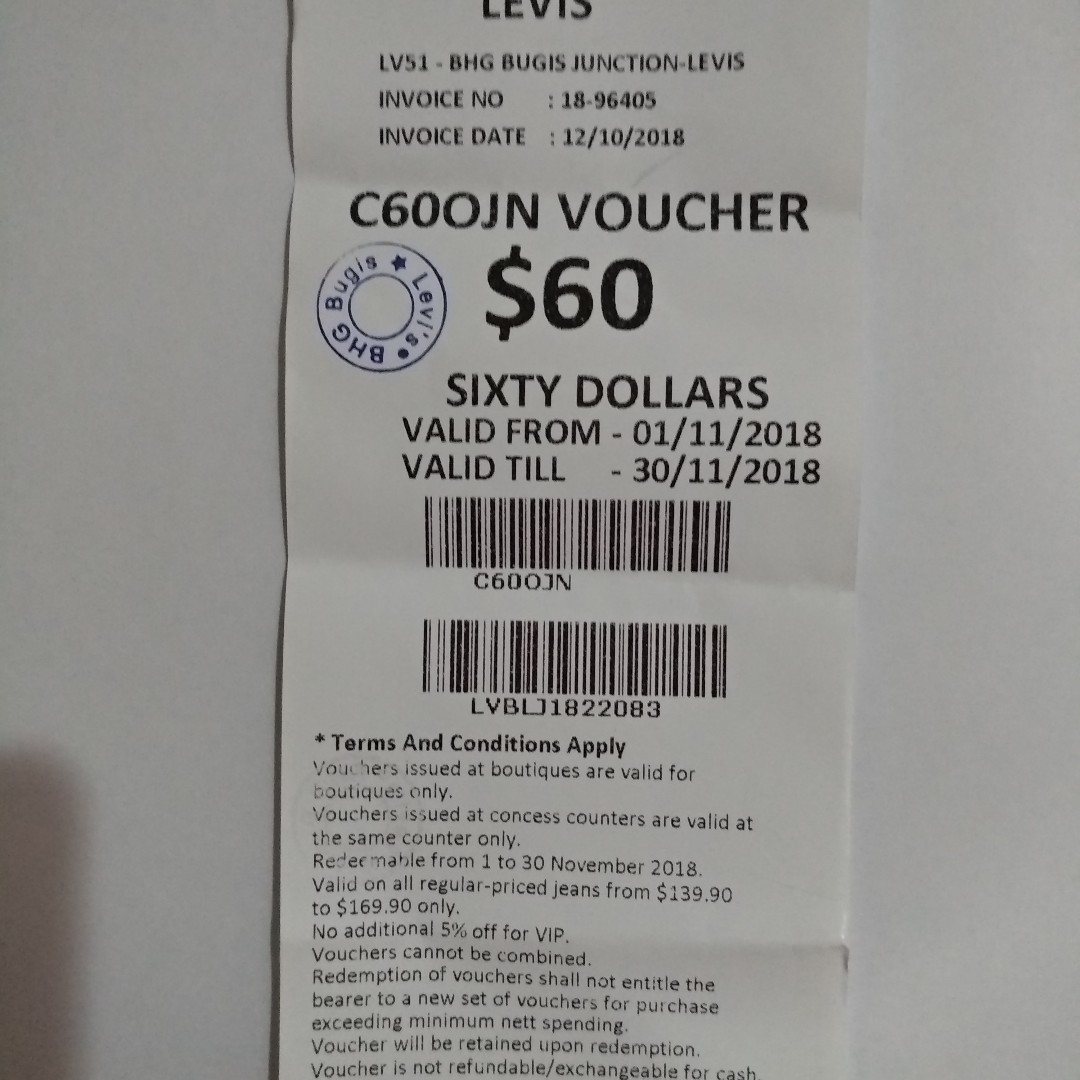 LEVIS
LV51 - BHG BUGIS JUNCTION-LEVIS
INVOICE NO : 18-96405
INVOICE DATE : 12/10/2018
C60OJN VOUCHER
$60
BHG Bugis ★ Levi's
SIXTY DOLLARS
VALID FROM - 01/11/2018
VALID TILL - 30/11/2018
C60OJN
LVBLJ1822083
* Terms And Conditions Apply
Vouchers issued at boutiques are valid for
boutiques only.
Vouchers issued at concess counters are valid at
the same counter only.
Redeemable from 1 to 30 November 2018.
Valid on all regular-priced jeans from $139.90
to $169.90 only.
No additional 5% off for VIP.
Vouchers cannot be combined.
Redemption of vouchers shall not entitle the
bearer to a new set of vouchers for purchase
exceeding minimum nett spending.
Voucher will be retained upon redemption.
Voucher is not refundable/exchangeable for cash.